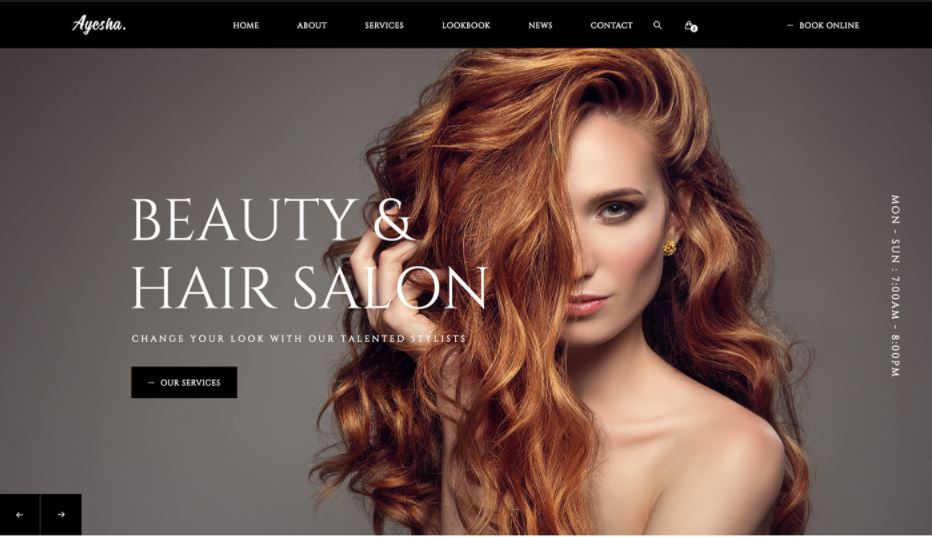 Ayesha.
HOME ABOUT SERVICES LOOKBOOK NEWS CONTACT
BOOK ONLINE
BEAUTY &
HAIR SALON
CHANGE YOUR LOOK WITH OUR TALENTED STYLISTS
OUR SERVICES
MON - SUN : 7:00AM - 8:00PM